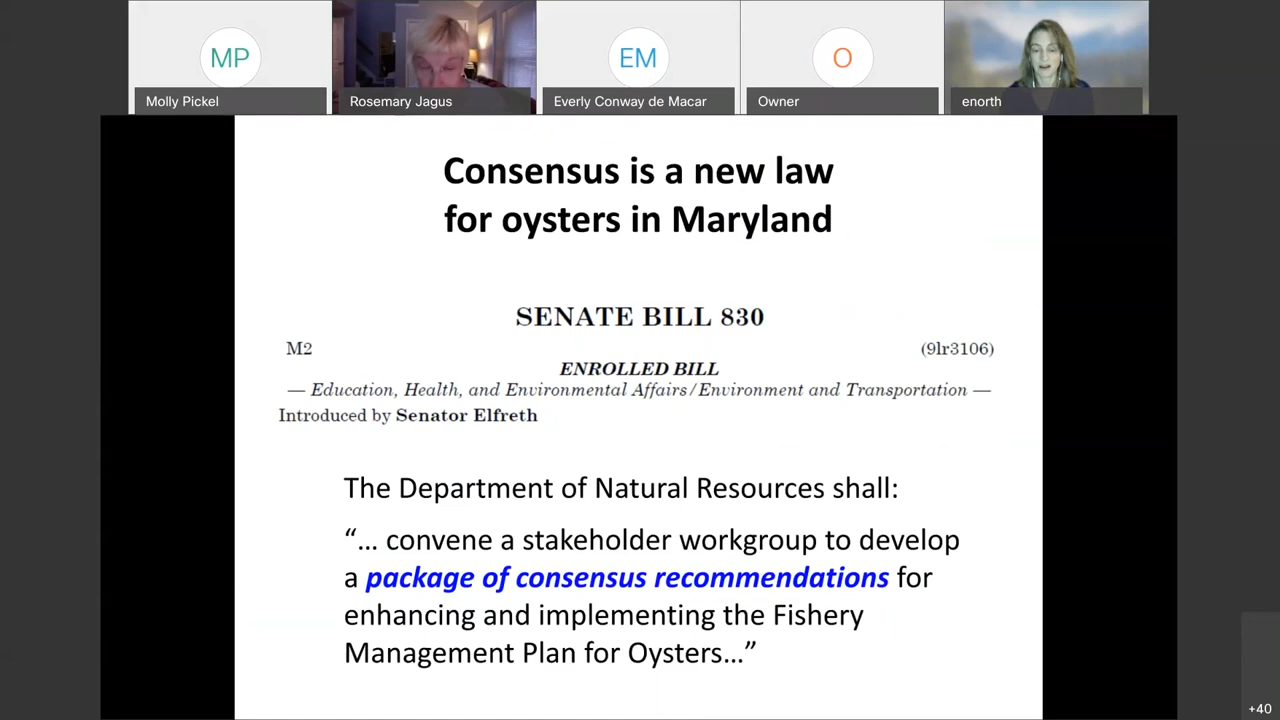 MP
EM
O
Molly Pickel
Rosemary Jagus
Everly Conway de Macar
Owner
enorth
Consensus is a new law
for oysters in Maryland
SENATE BILL 830
M2 (9lr3106)
ENROLLED BILL
— Education, Health, and Environmental Affairs/Environment and Transportation —
Introduced by Senator Elfreth
The Department of Natural Resources shall:
“... convene a stakeholder workgroup to develop
a package of consensus recommendations for
enhancing and implementing the Fishery
Management Plan for Oysters...”
+40